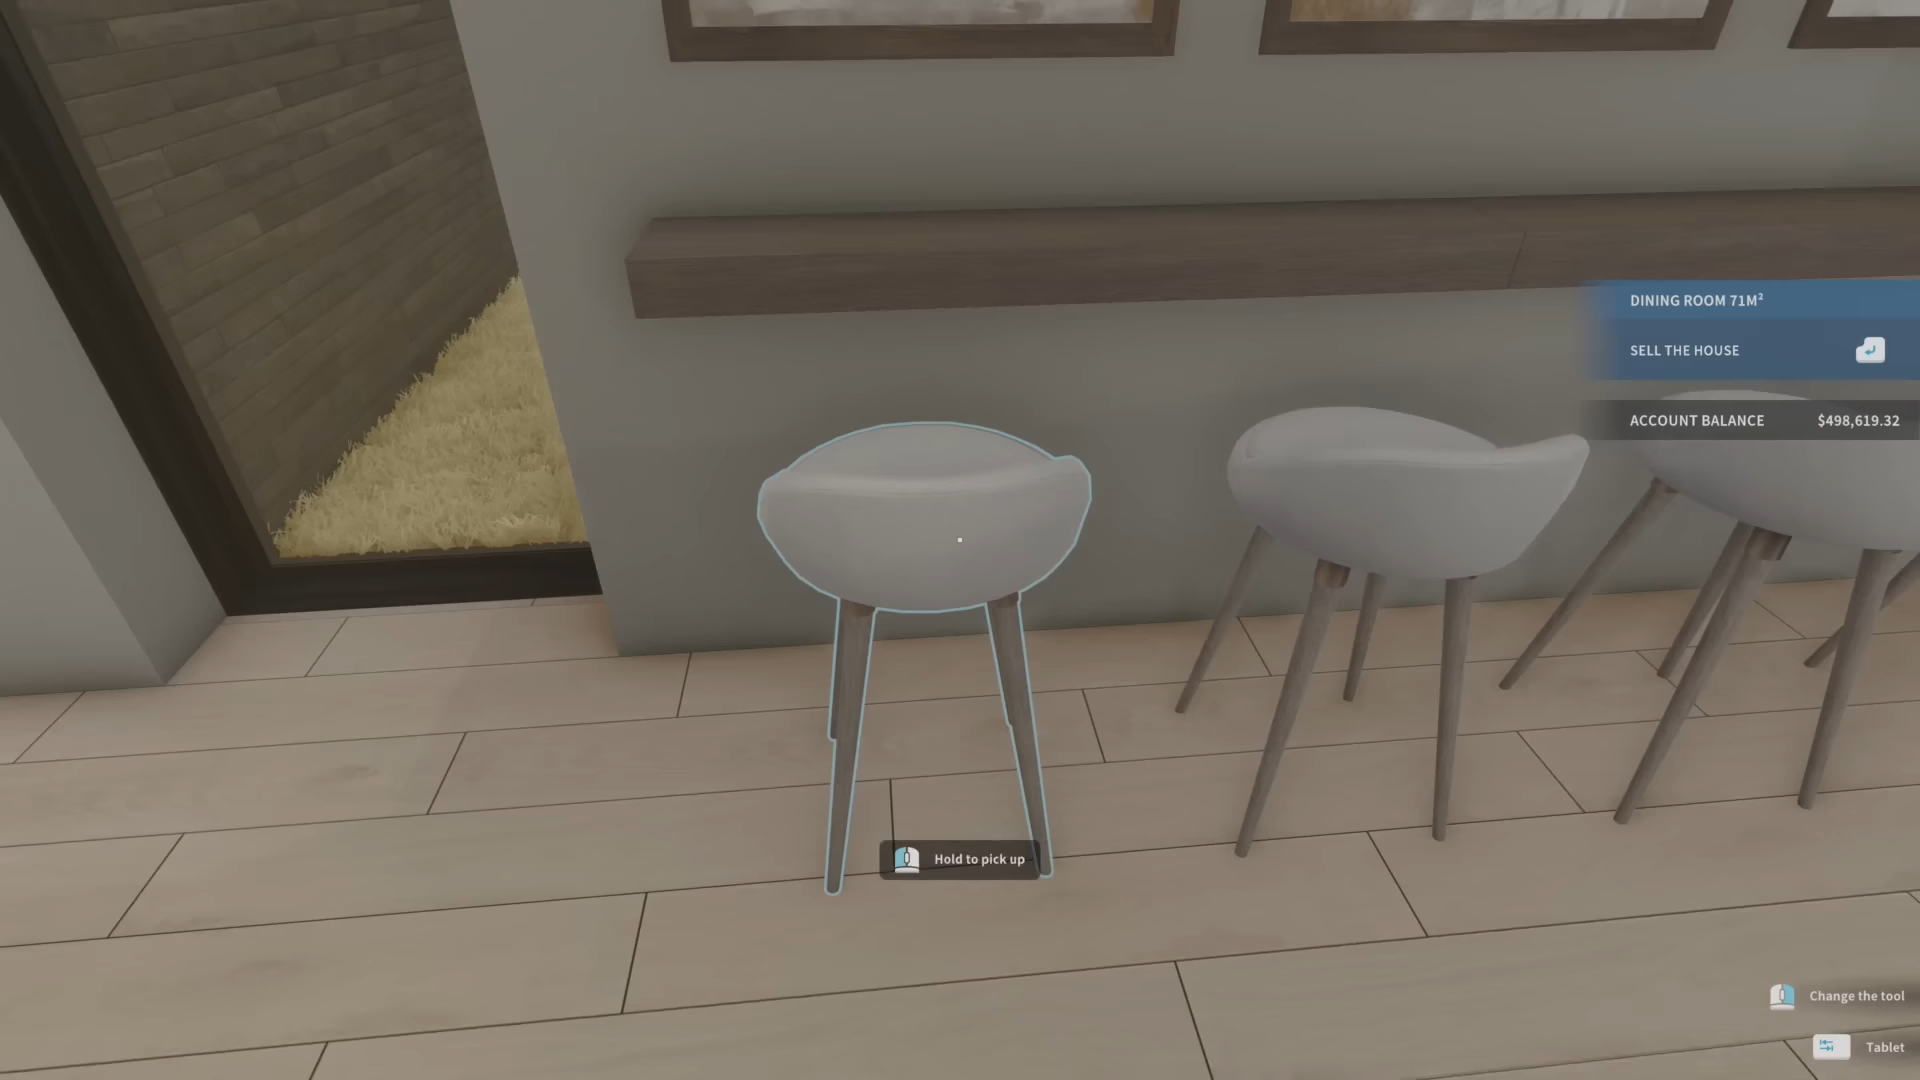 DINING ROOM 71M²
SELL THE HOUSE
ACCOUNT BALANCE $498,619.32
Hold to pick up
Change the tool
Tablet